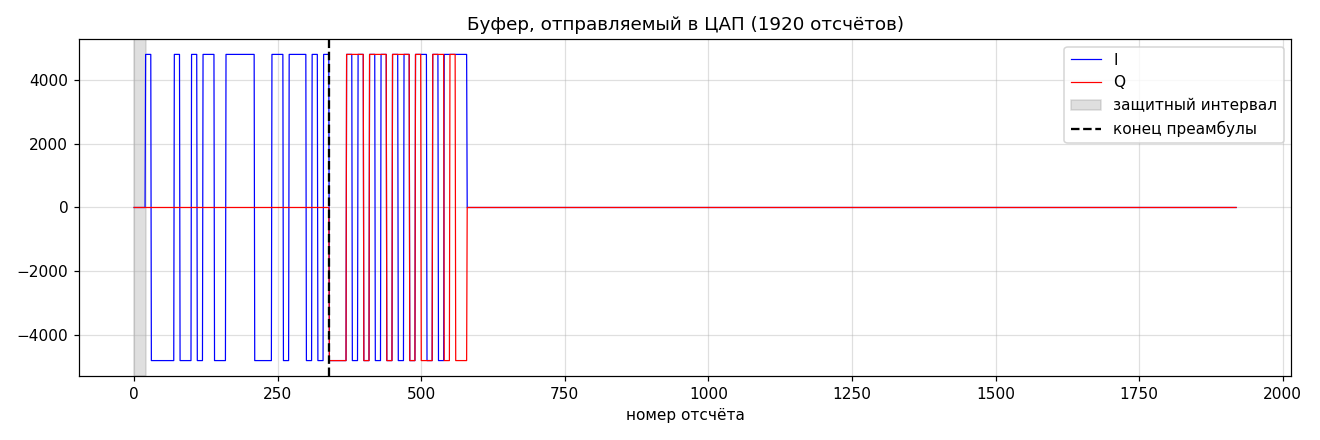 Буфер, отправляемый в ЦАП (1920 отсчётов)
I
Q
защитный интервал
конец преамбулы
4000
2000
0
−2000
−4000
0 250 500 750 1000 1250 1500 1750 2000
номер отсчёта